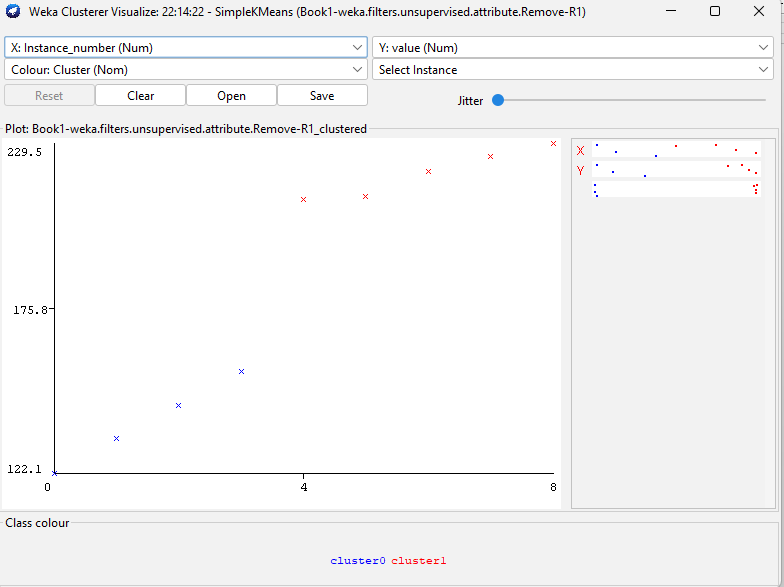 Weka Clusterer Visualize: 22:14:22 - SimpleKMeans (Book1-weka.filters.unsupervised.attribute.Remove-R1)
X: Instance_number (Num)
Y: value (Num)
Colour: Cluster (Nom)
Select Instance
Reset
Clear
Open
Save
Jitter
Plot: Book1-weka.filters.unsupervised.attribute.Remove-R1_clustered
229.5
175.8
122.1
0
4
8
X
Y
Class colour
cluster0 cluster1